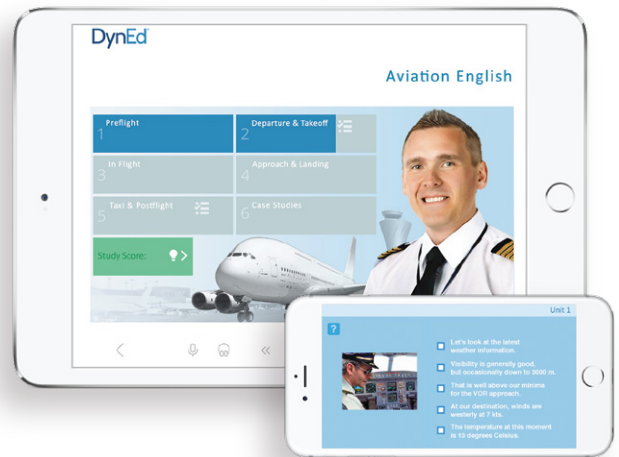 DynEd
Aviation English
Preflight
1
Departure & Takeoff
2
In Flight
3
Approach & Landing
4
Taxi & Postflight
5
Case Studies
6
Study Score:
Unit 1
?
Let's look at the latest
weather information.
Visibility is generally good,
but occasionally down to 3600 m.
That is well above our minima
for the VOR approach.
At our destination, winds are
westerly at 7 kts.
The temperature at this moment
is 13 degrees Celsius.